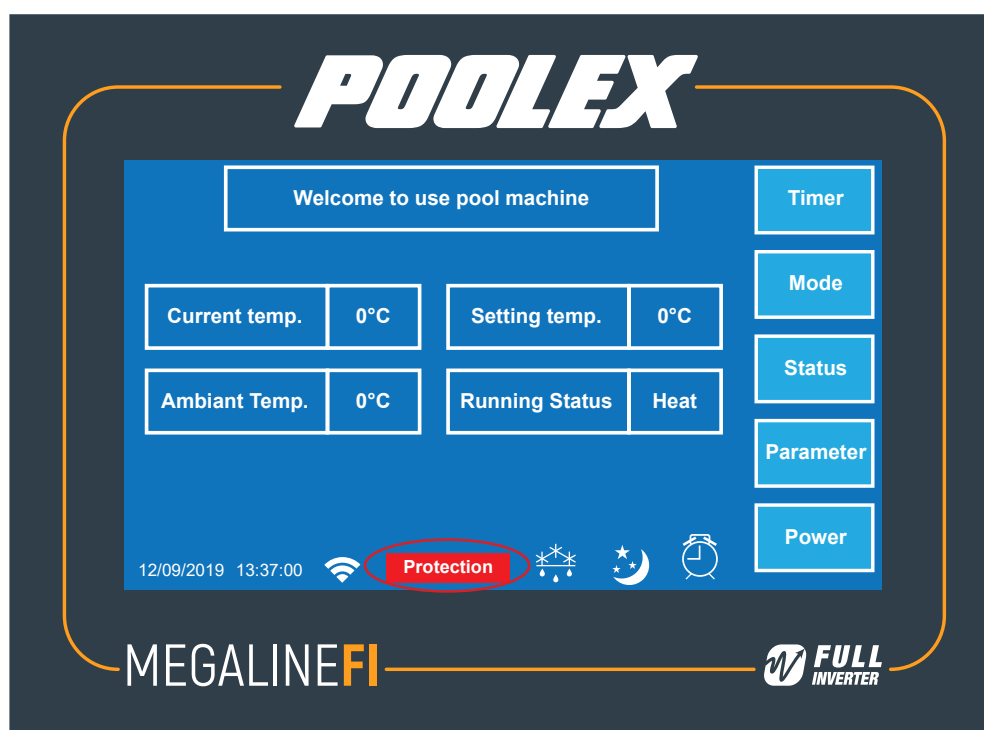 POOLEX
Welcome to use pool machine
Timer
Mode
Current temp. 0°C Setting temp. 0°C
Status
Ambiant Temp. 0°C Running Status Heat
Parameter
Power
12/09/2019 13:37:00 Protection
MEGALINEFI
FULL
INVERTER